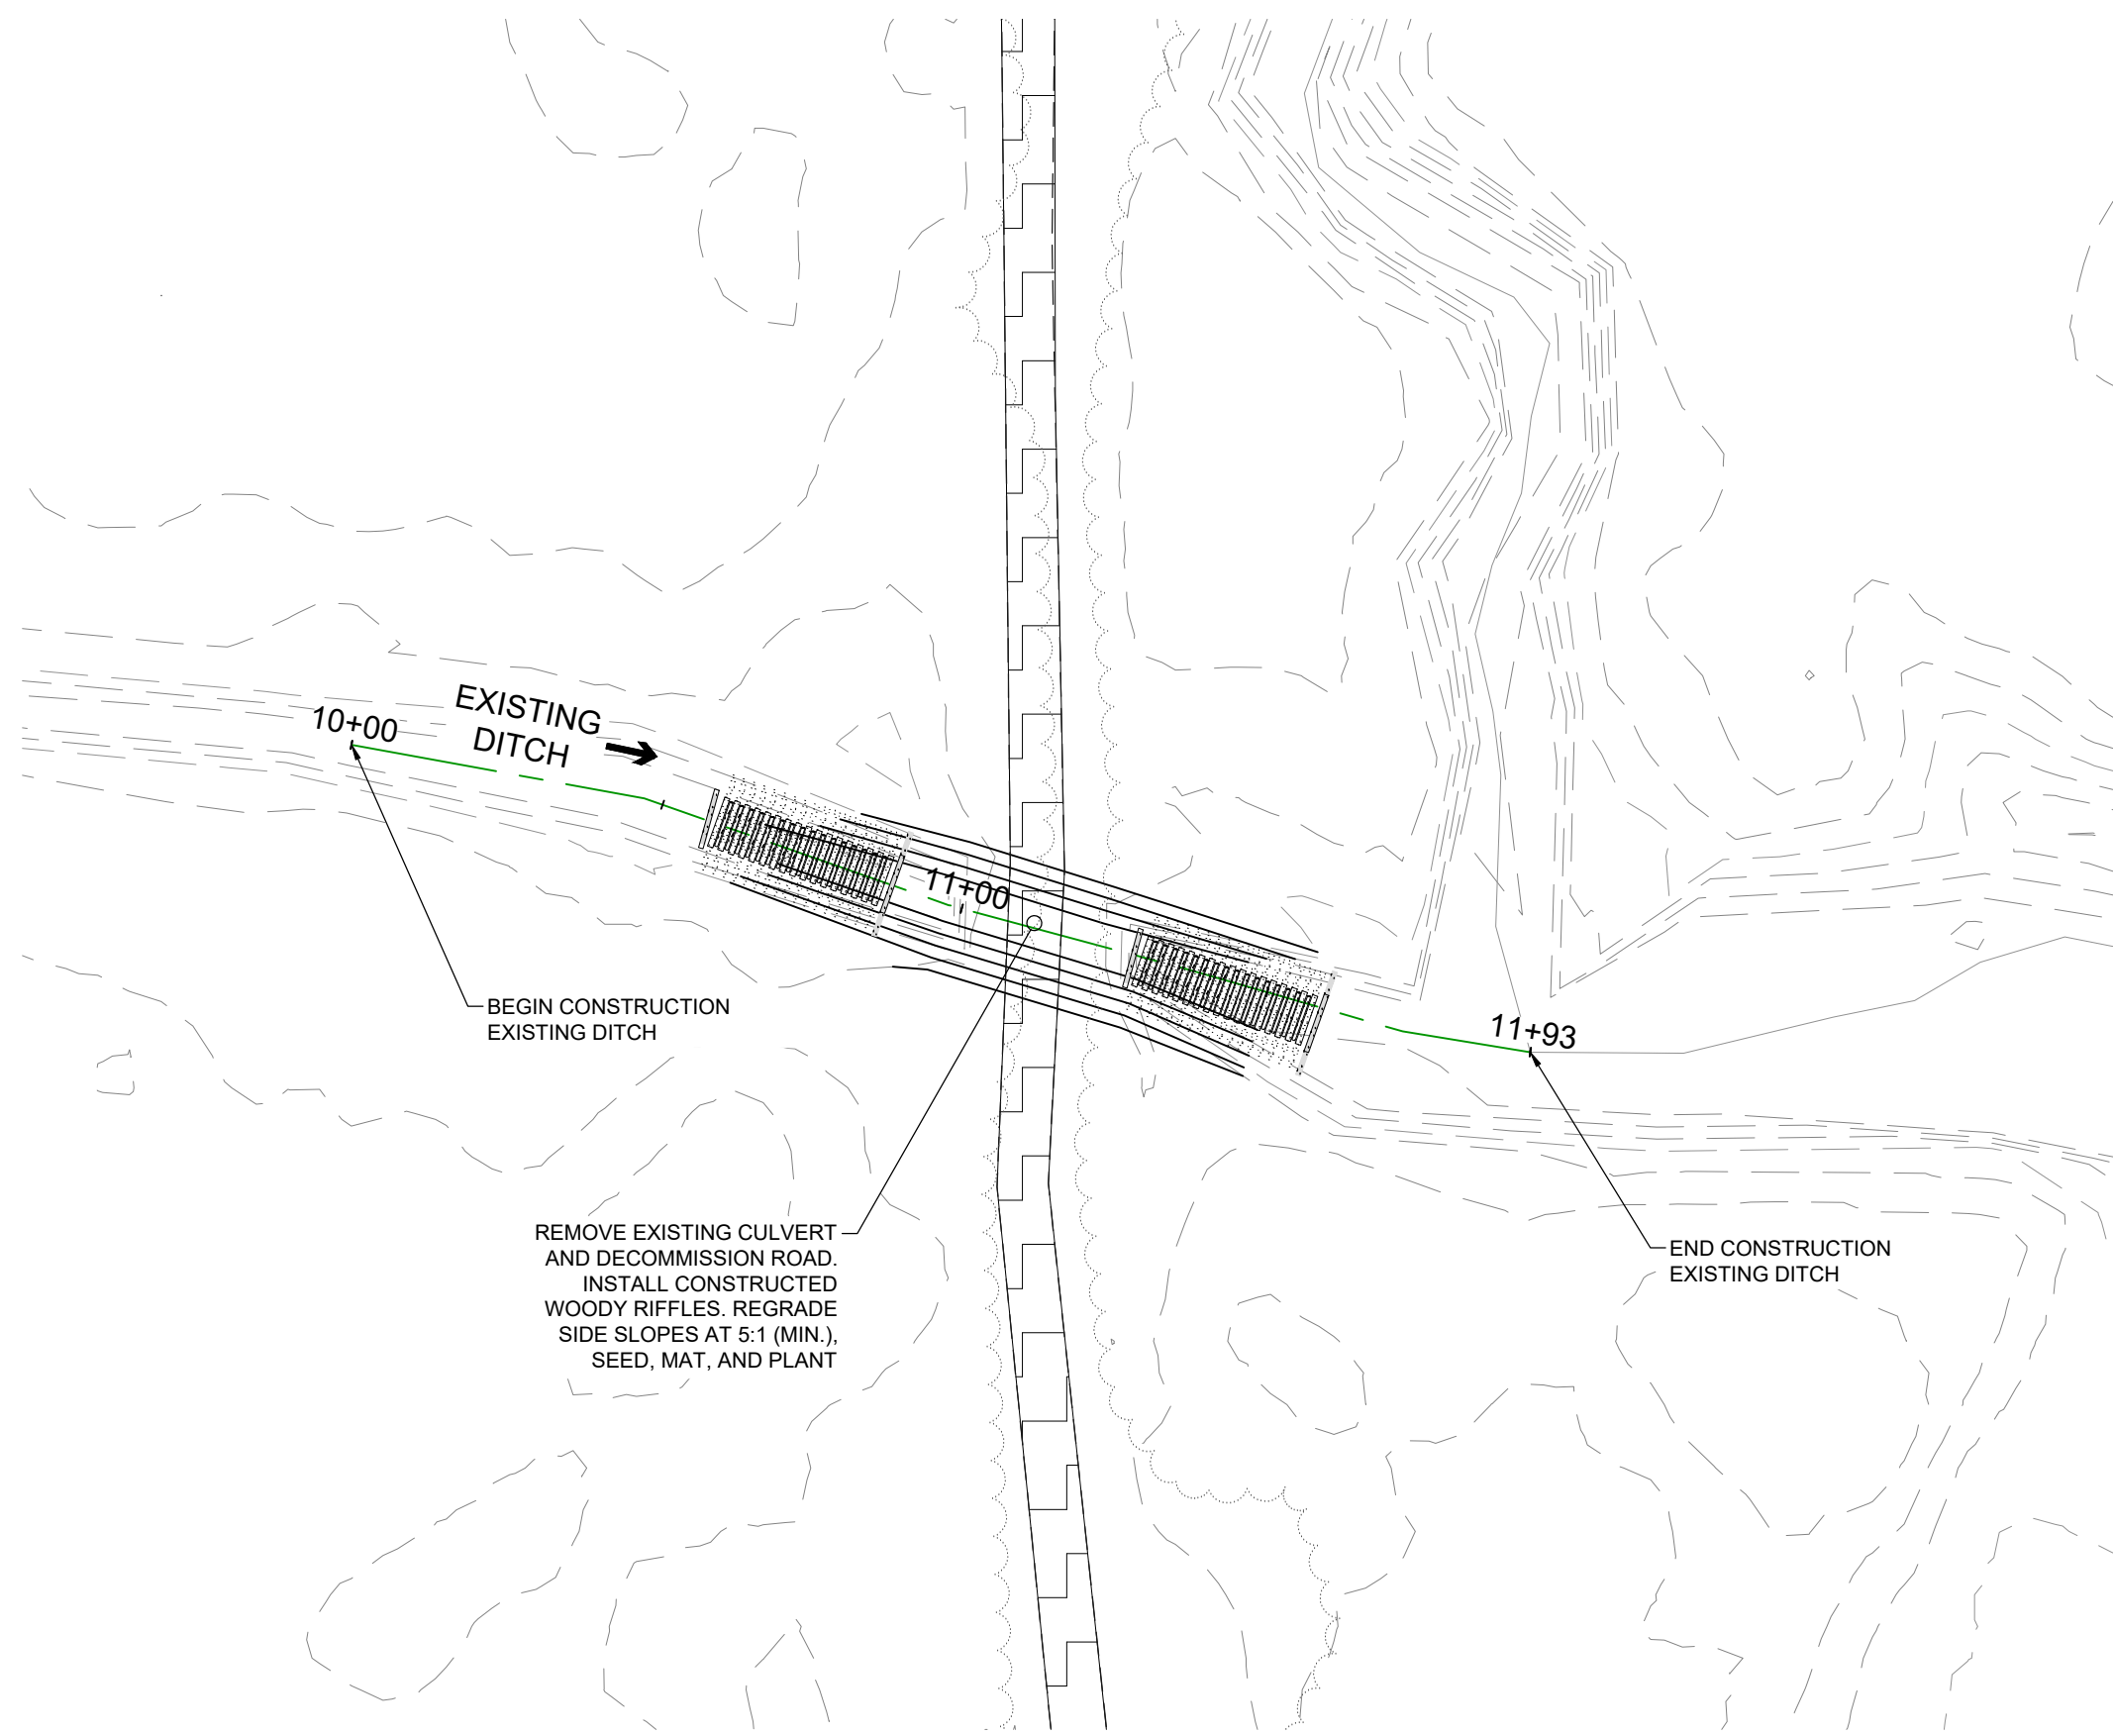 EXISTING
DITCH
10+00
11+00
11+93
BEGIN CONSTRUCTION
EXISTING DITCH
REMOVE EXISTING CULVERT
AND DECOMMISSION ROAD.
INSTALL CONSTRUCTED
WOODY RIFFLES. REGRADE
SIDE SLOPES AT 5:1 (MIN.),
SEED, MAT, AND PLANT
END CONSTRUCTION
EXISTING DITCH